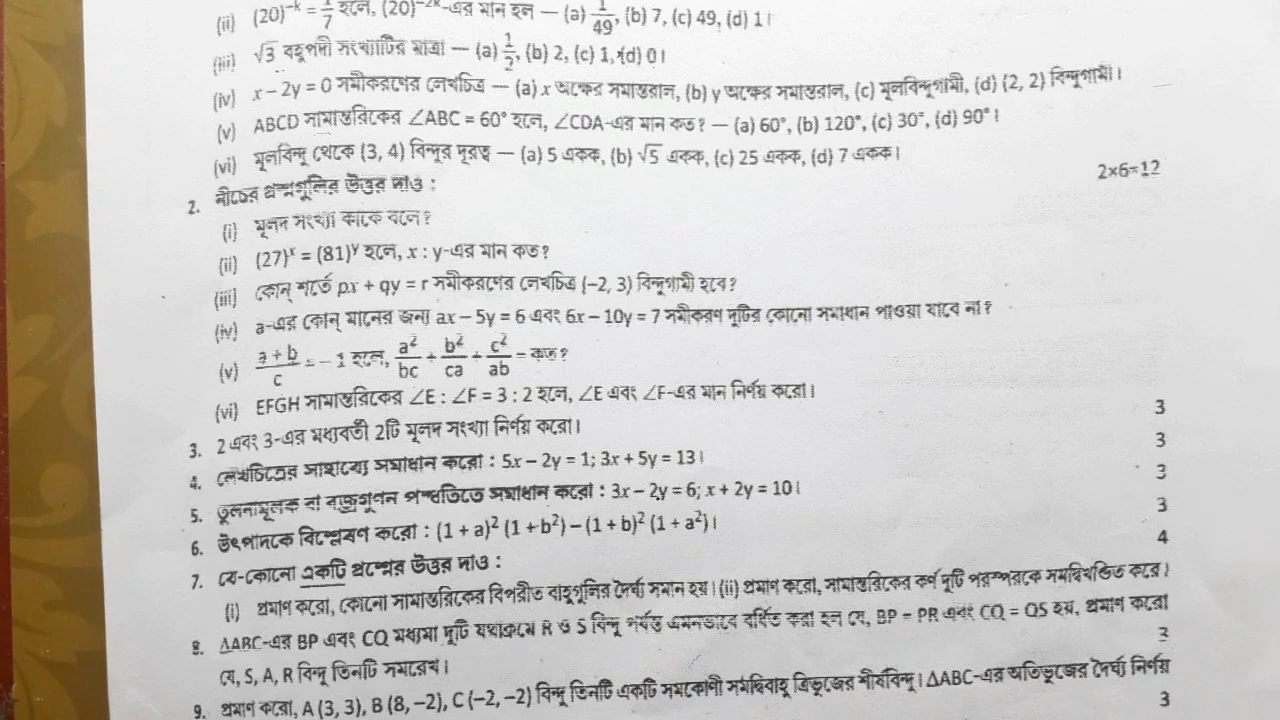 (ii) (20)⁻ᵏ = 1/7 হলে, (20)⁻²ᵏ-এর মান হল — (a) 1/49, (b) 7, (c) 49, (d) 1।
(iii) √3 বহুপদী সংখ্যাটির মাত্রা — (a) 1/2, (b) 2, (c) 1, (d) 0।
(iv) x – 2y = 0 সমীকরণের লেখচিত্র — (a) x অক্ষের সমান্তরাল, (b) y অক্ষের সমান্তরাল, (c) মূলবিন্দুগামী, (d) (2, 2) বিন্দুগামী।
(v) ABCD সামান্তরিকের ∠ABC = 60° হলে, ∠CDA-এর মান কত? — (a) 60°, (b) 120°, (c) 30°, (d) 90°।
(vi) মূলবিন্দু থেকে (3, 4) বিন্দুর দূরত্ব — (a) 5 একক, (b) √5 একক, (c) 25 একক, (d) 7 একক।
2. নীচের প্রশ্নগুলির উত্তর দাও : 2×6=12
(i) মূলদ সংখ্যা কাকে বলে?
(ii) (27)ˣ = (81)ʸ হলে, x : y-এর মান কত?
(iii) কোন্ শর্তে px + qy = r সমীকরণের লেখচিত্র (–2, 3) বিন্দুগামী হবে?
(iv) a-এর কোন্ মানের জন্য ax – 5y = 6 এবং 6x – 10y = 7 সমীকরণ দুটির কোনো সমাধান পাওয়া যাবে না?
(v) (a + b)/c = – 1 হলে, a²/bc + b²/ca + c²/ab = কত?
(vi) EFGH সামান্তরিকের ∠E : ∠F = 3 : 2 হলে, ∠E এবং ∠F-এর মান নির্ণয় করো।
3. 2 এবং 3-এর মধ্যবর্তী 2টি মূলদ সংখ্যা নির্ণয় করো। 3
4. লেখচিত্রের সাহায্যে সমাধান করো : 5x – 2y = 1; 3x + 5y = 13। 3
5. তুলনামূলক বা বজ্রগুণন পদ্ধতিতে সমাধান করো : 3x – 2y = 6; x + 2y = 10। 3
6. উৎপাদকে বিশ্লেষণ করো : (1 + a)² (1 + b²) – (1 + b)² (1 + a²)। 3
7. যে-কোনো একটি প্রশ্নের উত্তর দাও : 4
(i) প্রমাণ করো, কোনো সামান্তরিকের বিপরীত বাহুগুলির দৈর্ঘ্য সমান হয়। (ii) প্রমাণ করো, সামান্তরিকের কর্ণ দুটি পরস্পরকে সমদ্বিখণ্ডিত করে।
8. ΔABC-এর BP এবং CQ মধ্যমা দুটি যথাক্রমে R ও S বিন্দু পর্যন্ত এমনভাবে বর্ধিত করা হল যে, BP = PR এবং CQ = QS হয়, প্রমাণ করো
যে, S, A, R বিন্দু তিনটি সমরেখ। 3
9. প্রমাণ করো, A (3, 3), B (8, –2), C (–2, –2) বিন্দু তিনটি একটি সমকোণী সমদ্বিবাহু ত্রিভুজের শীর্ষবিন্দু। ΔABC-এর অতিভুজের দৈর্ঘ্য নির্ণয়
3